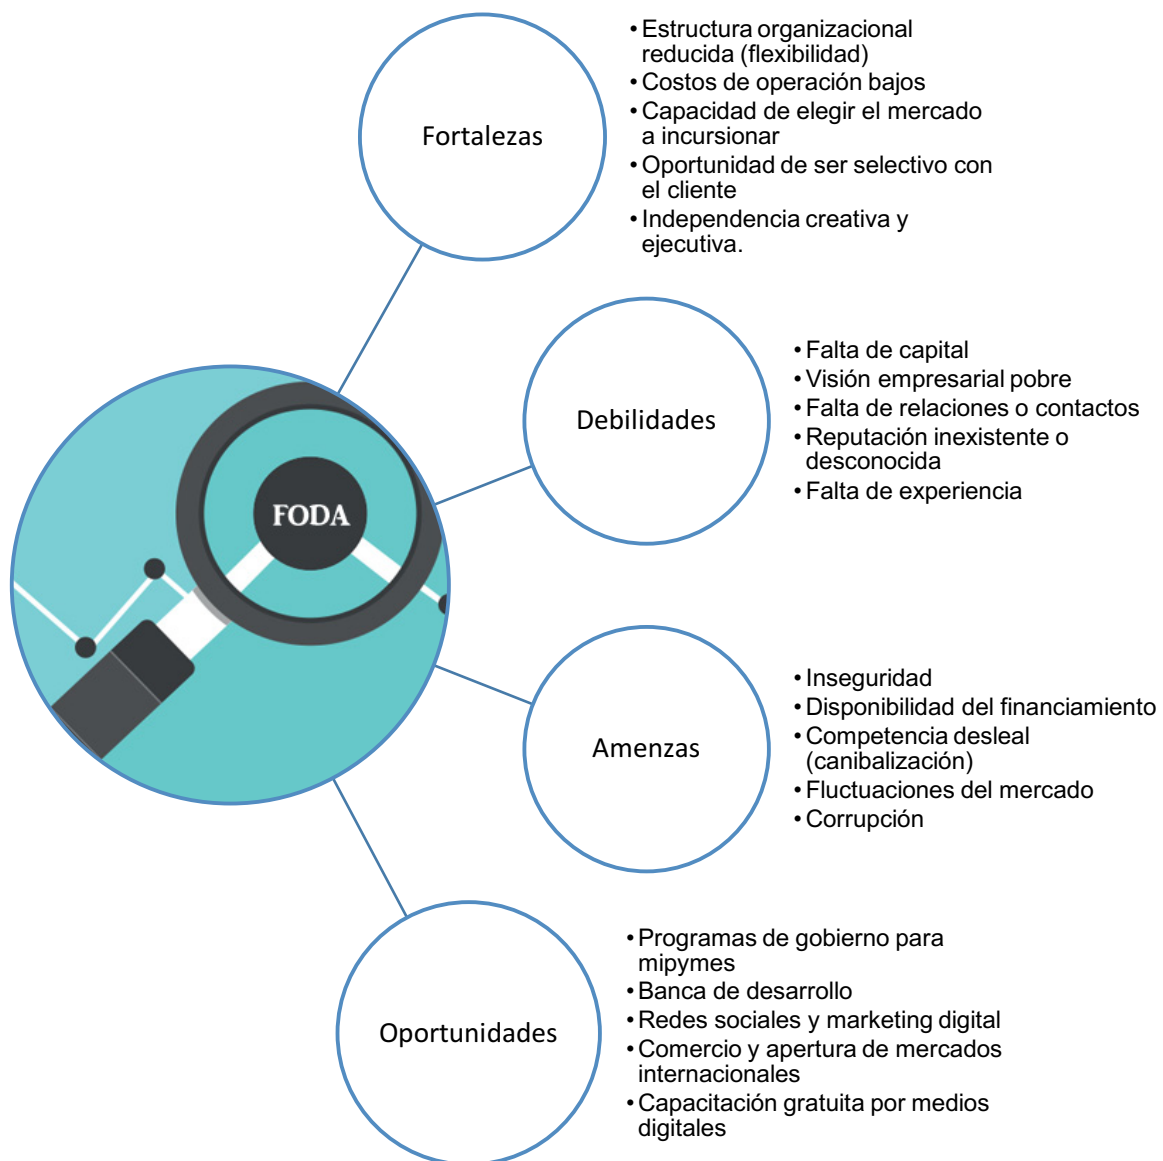 Fortalezas
• Estructura organizacional
reducida (flexibilidad)
• Costos de operación bajos
• Capacidad de elegir el mercado
a incursionar
• Oportunidad de ser selectivo con
el cliente
• Independencia creativa y
ejecutiva.
Debilidades
• Falta de capital
• Visión empresarial pobre
• Falta de relaciones o contactos
• Reputación inexistente o
desconocida
• Falta de experiencia
FODA
Amenzas
• Inseguridad
• Disponibilidad del financiamiento
• Competencia desleal
(canibalización)
• Fluctuaciones del mercado
• Corrupción
Oportunidades
• Programas de gobierno para
mipymes
• Banca de desarrollo
• Redes sociales y marketing digital
• Comercio y apertura de mercados
internacionales
• Capacitación gratuita por medios
digitales